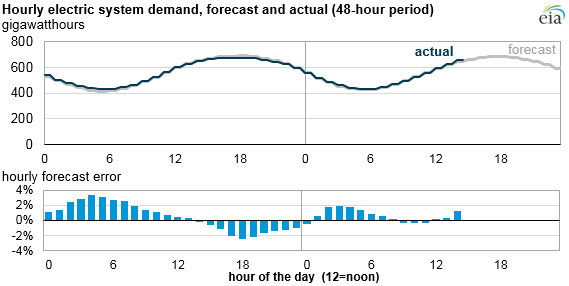 Hourly electric system demand, forecast and actual (48-hour period)
gigawatthours
eia
800
actual
forecast
600
400
200
0
0 6 12 18 0 6 12 18
hourly forecast error
4%
2%
0%
-2%
-4%
0 6 12 18 0 6 12 18
hour of the day (12=noon)